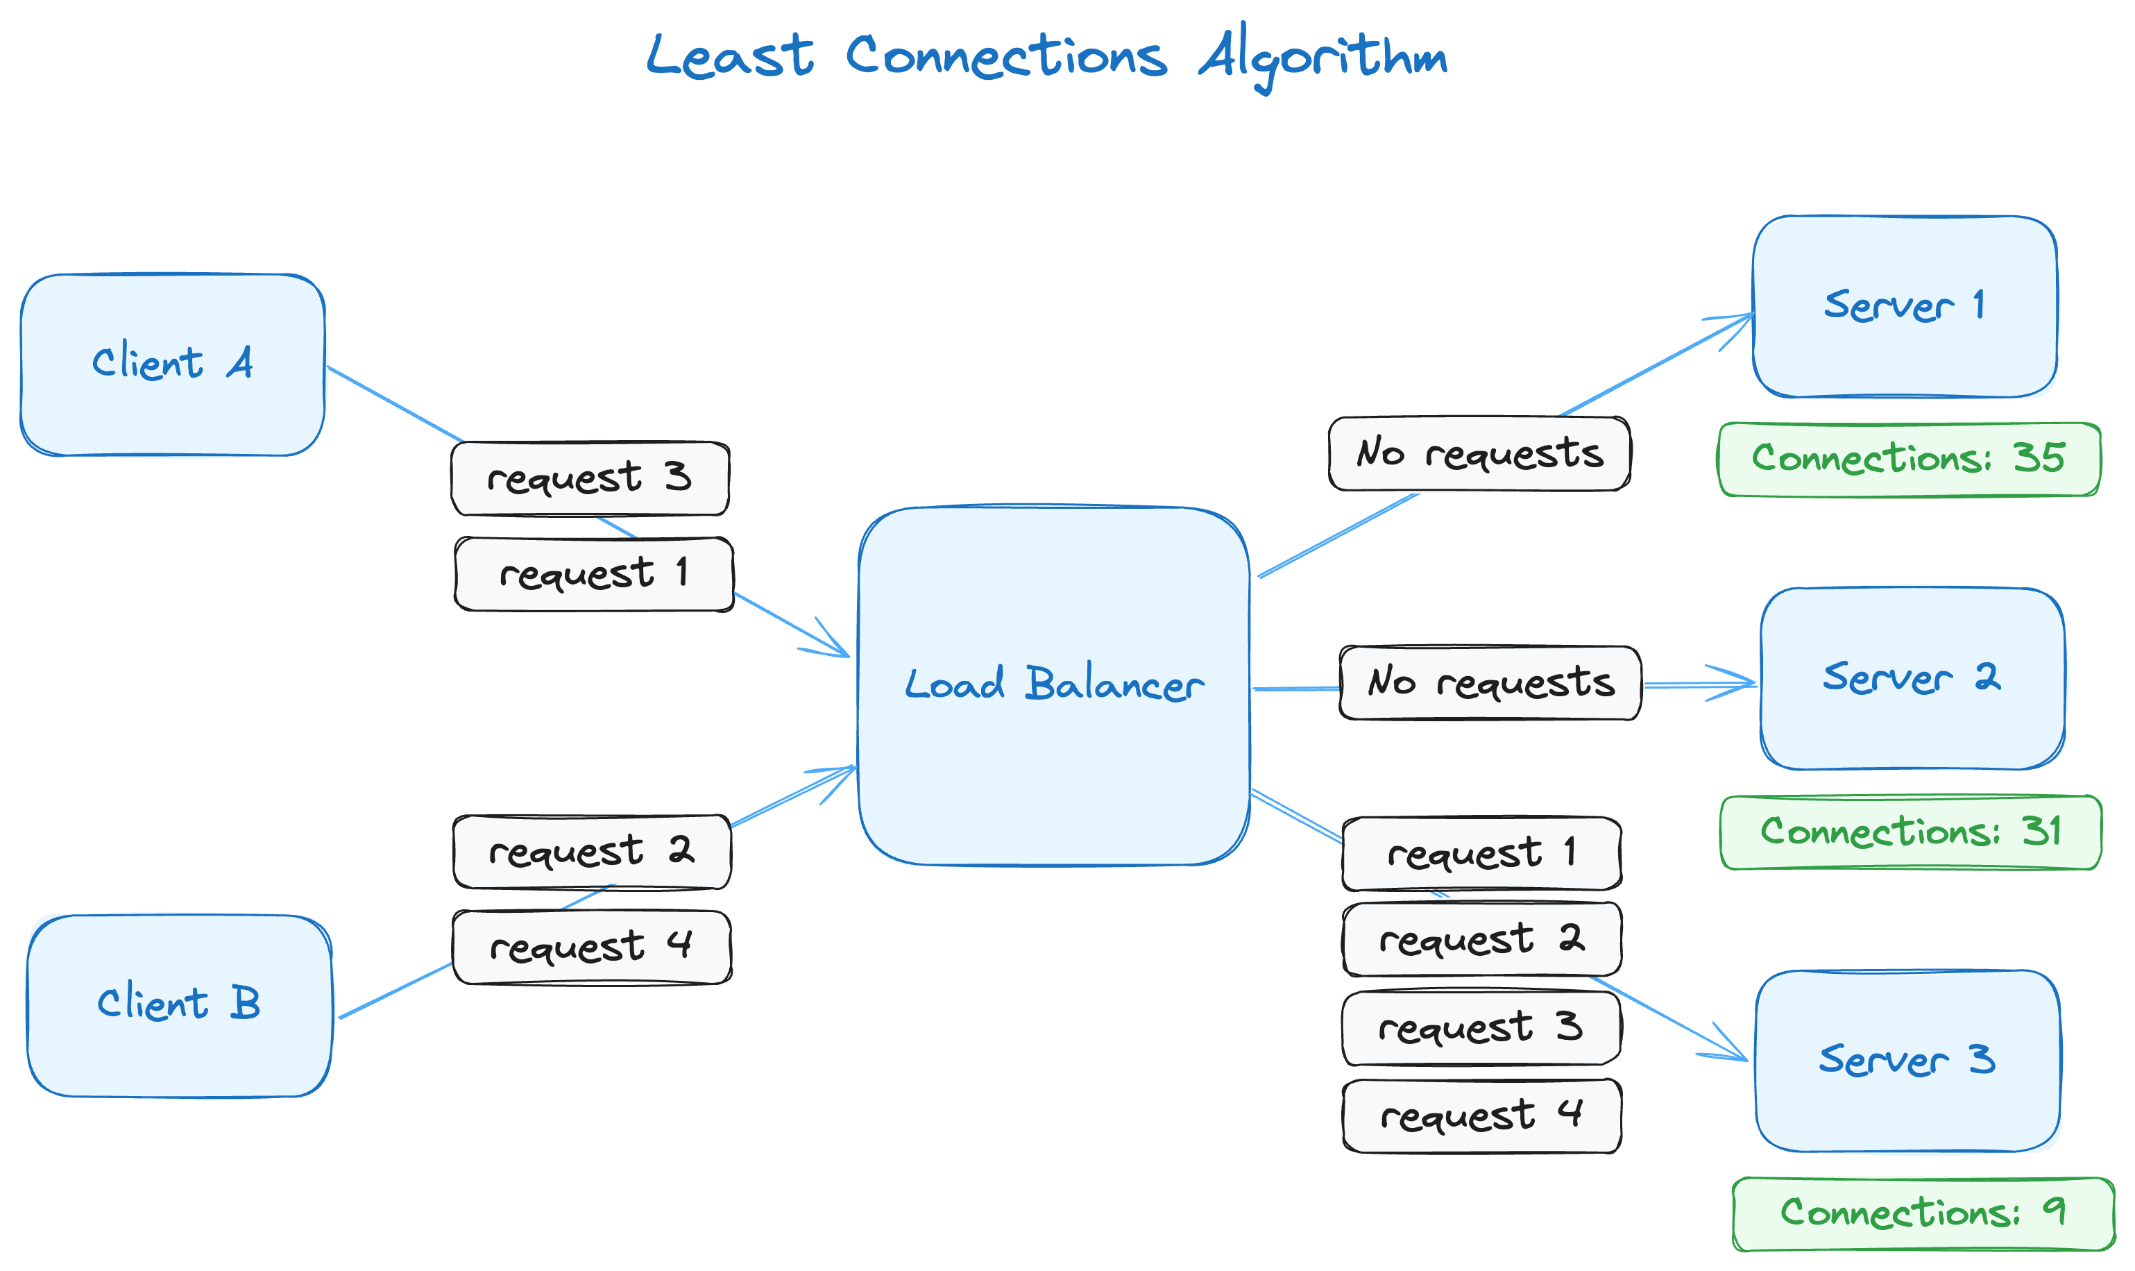 Least Connections Algorithm
Client A
request 3
request 1
Client B
request 2
request 4
Load Balancer
No requests
Server 1
Connections: 35
No requests
Server 2
Connections: 31
request 1
request 2
request 3
request 4
Server 3
Connections: 9